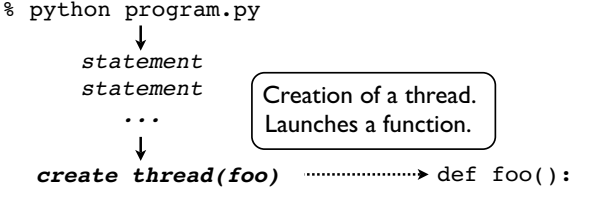 % python program.py
statement
statement
...
Creation of a thread.
Launches a function.
create thread(foo)
def foo():